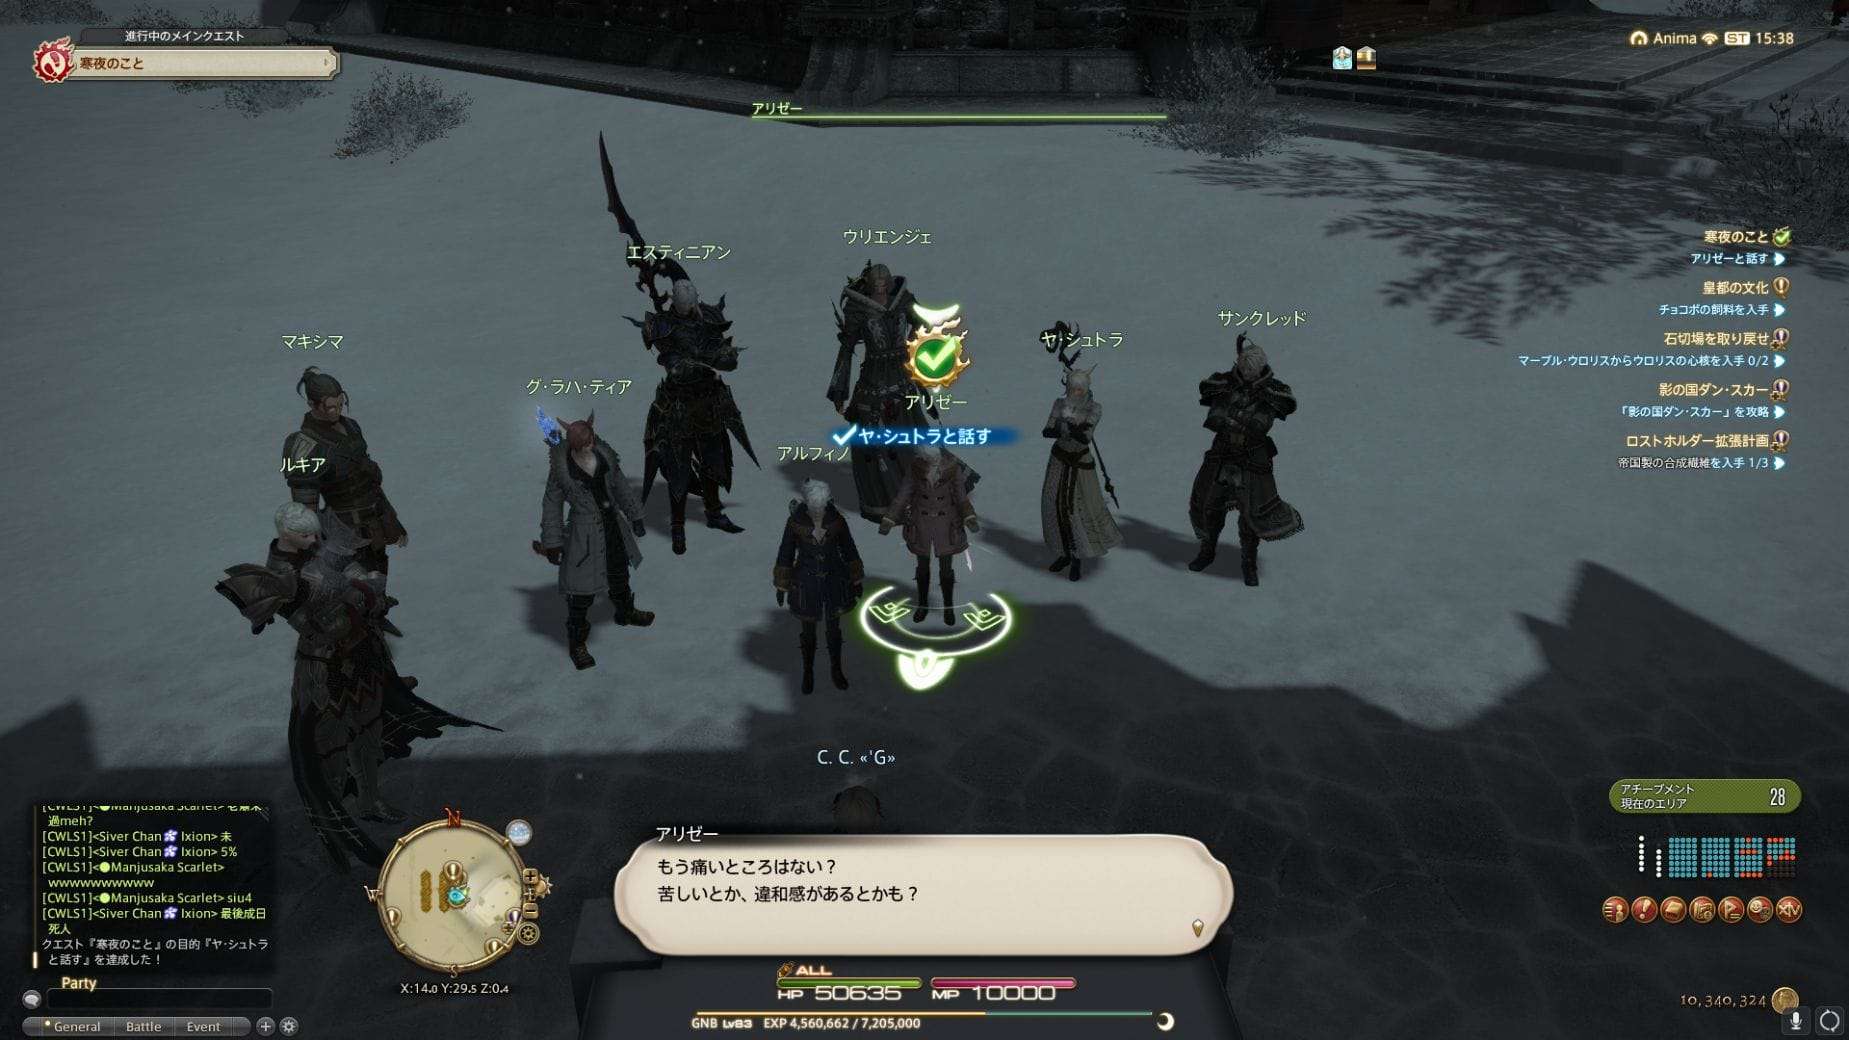 進行中のメインクエスト
寒夜のこと
Anima ST 15:38
アリゼー
エスティニアン
ウリエンジェ
マキシマ
グ・ラハ・ティア
ヤ・シュトラ
サンクレッド
アリゼー
ヤ・シュトラと話す
アルフィノ
ルキア
寒夜のこと
アリゼーと話す
皇都の文化
チョコボの飼料を入手
石切場を取り戻せ
マーブル・ウロリスからウロリスの心核を入手 0/2
影の国ダン・スカー
「影の国ダン・スカー」を攻略
ロストホルダー拡張計画
帝国製の合成繊維を入手 1/3
C. C. «'G»
アチーブメント
現在のエリア
28
[CWLS1]<●Manjusaka Scarlet>
過meh?
[CWLS1]<Siver Chan Ixion> 未
[CWLS1]<Siver Chan Ixion> 5%
[CWLS1]<●Manjusaka Scarlet>
wwwwwwwwwww
[CWLS1]<●Manjusaka Scarlet> siu4
[CWLS1]<Siver Chan Ixion> 最後成日
死人
クエスト『寒夜のこと』の目的『ヤ・シュトラ
と話す』を達成した！
Party
General Battle Event
N
W
S
X:14.0 Y:29.5 Z:0.4
アリゼー
もう痛いところはない？
苦しいとか、違和感があるとかも？
ALL
HP 50635 MP 10000
GNB Lv83 EXP 4,560,662 / 7,205,000
10,340,324